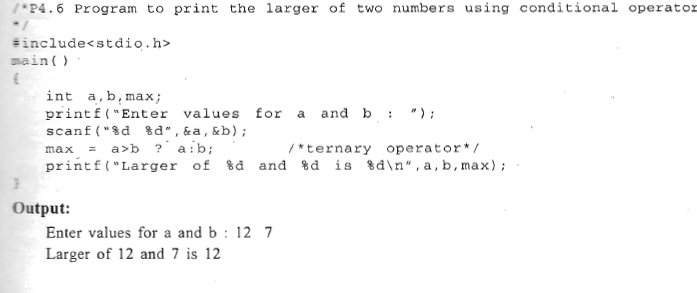 /*P4.6 Program to print the larger of two numbers using conditional operator
*/
#include<stdio.h>
main( )
{
int a,b,max;
printf("Enter values for a and b : ");
scanf("%d %d",&a,&b);
max = a>b ? a:b; /*ternary operator*/
printf("Larger of %d and %d is %d\n",a,b,max);
}
Output:
Enter values for a and b : 12 7
Larger of 12 and 7 is 12